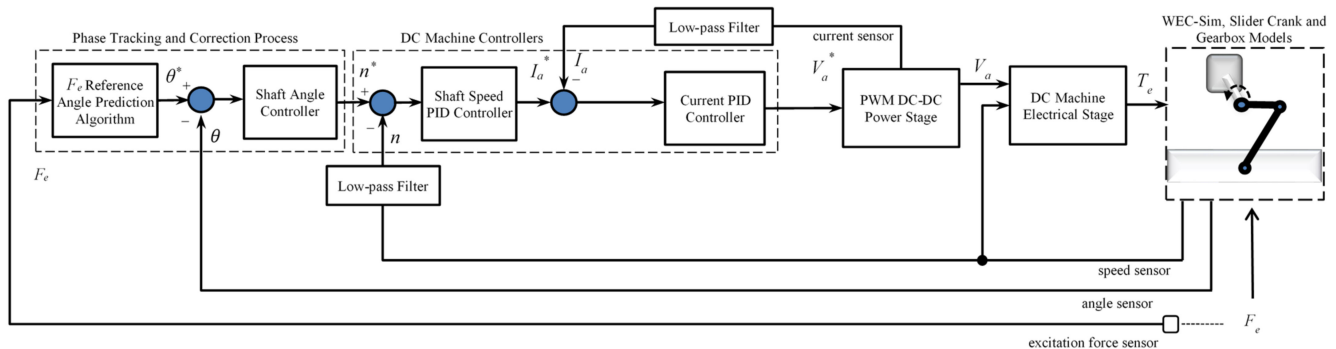 Phase Tracking and Correction Process
F_e Reference
Angle Prediction
Algorithm
θ*
+
−
θ
Shaft Angle
Controller
F_e
DC Machine Controllers
n*
+
−
n
Shaft Speed
PID Controller
I_a*
I_a
−
Current PID
Controller
Low-pass Filter
Low-pass Filter
current sensor
V_a*
PWM DC-DC
Power Stage
V_a
DC Machine
Electrical Stage
T_e
WEC-Sim, Slider Crank and
Gearbox Models
speed sensor
angle sensor
excitation force sensor
F_e